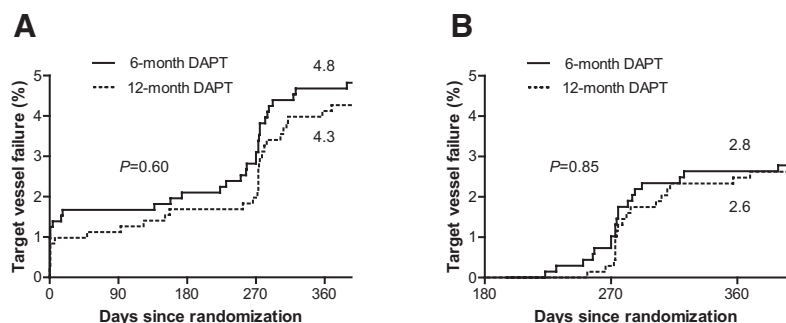 A
6-month DAPT
12-month DAPT
Target vessel failure (%)
5
4
3
2
1
0
4.8
4.3
P=0.60
0 90 180 270 360
Days since randomization
B
6-month DAPT
12-month DAPT
Target vessel failure (%)
5
4
3
2
1
0
2.8
2.6
P=0.85
180 270 360
Days since randomization